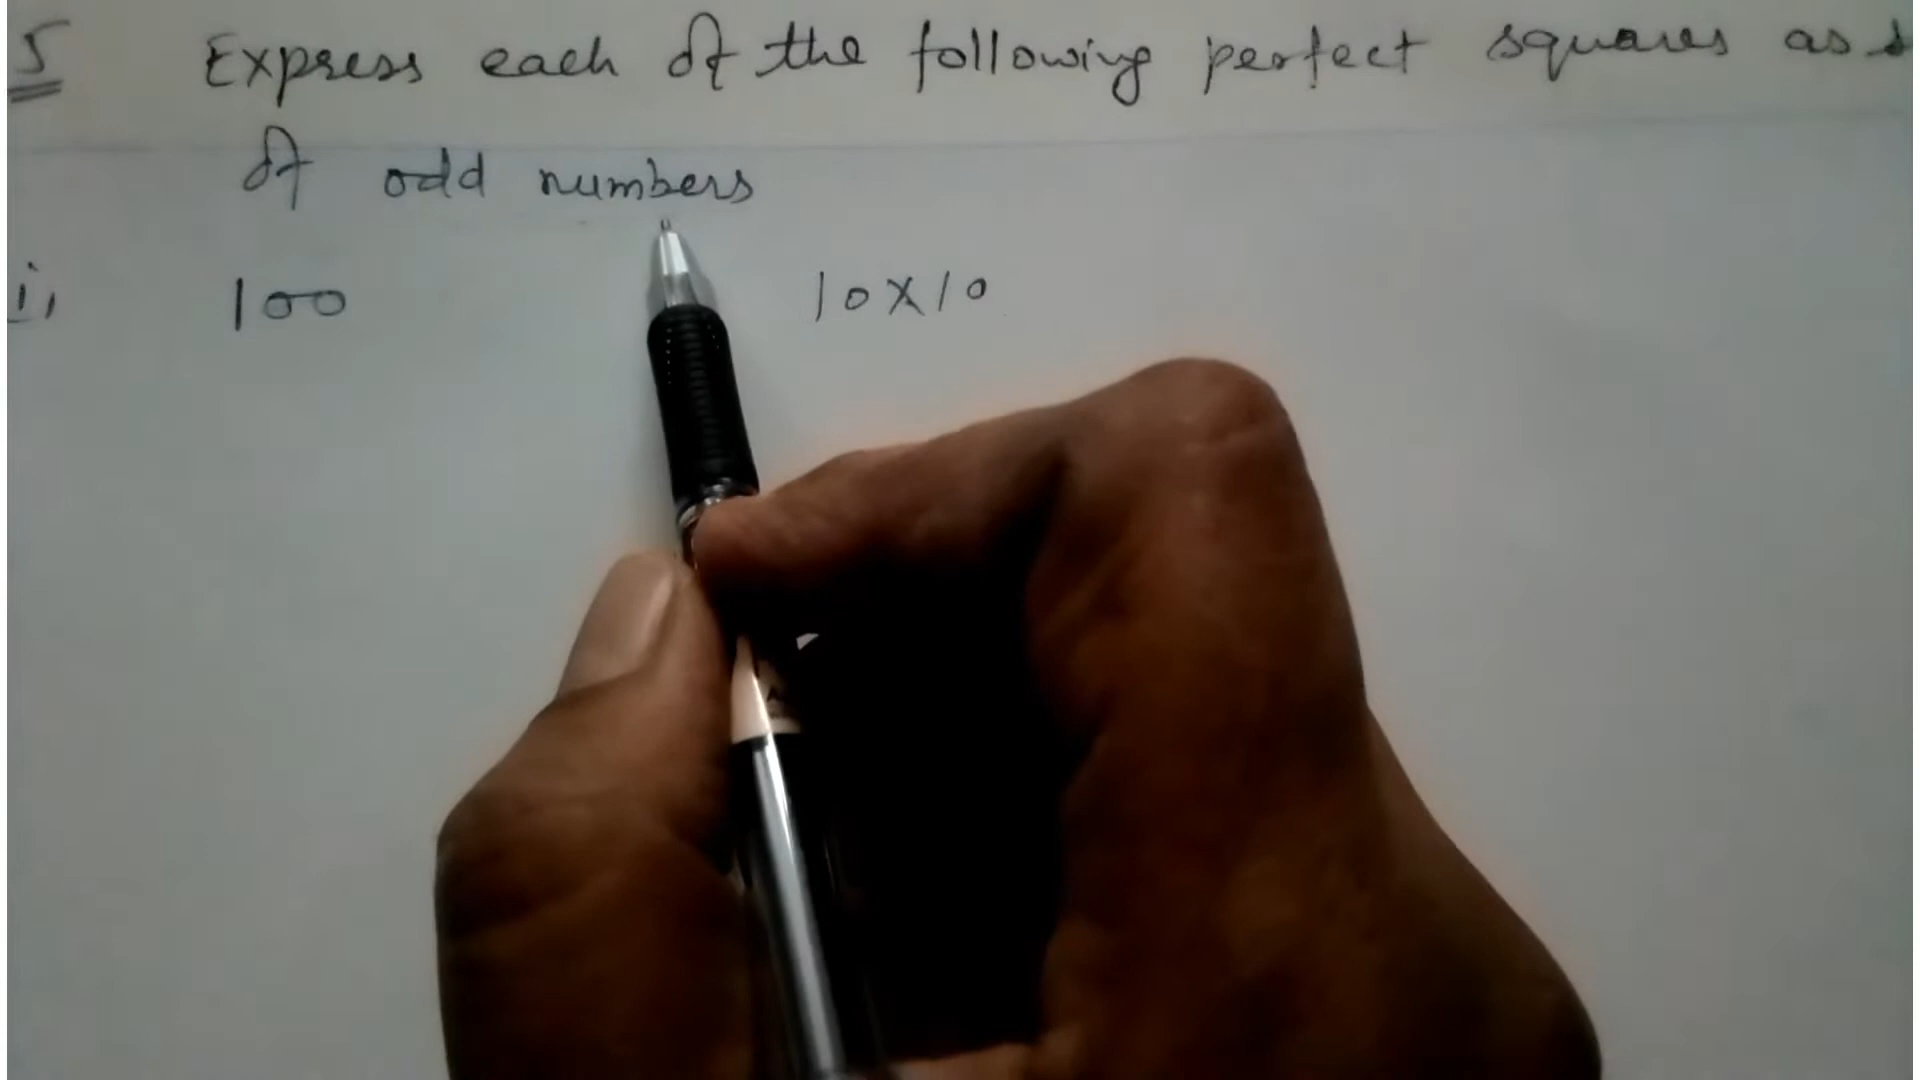 5 Express each of the following perfect squares as
of odd numbers
i, 100 10x10